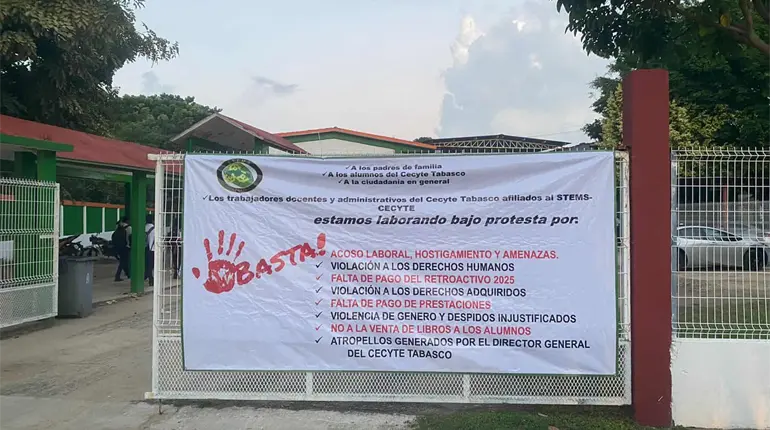 ✓A los padres de familia
✓A los alumnos del Cecyte Tabasco
✓A la ciudadania en general
✓Los trabajadores docentes y administrativos del Cecyte Tabasco afiliados al STEMS-
CECYTE
estamos laborando bajo protesta por:
BASTA!
✓ ACOSO LABORAL, HOSTIGAMIENTO Y AMENAZAS.
✓ VIOLACIÓN A LOS DERECHOS HUMANOS
✓ FALTA DE PAGO DEL RETROACTIVO 2025
✓ VIOLACIÓN A LOS DERECHOS ADQUIRIDOS
✓ FALTA DE PAGO DE PRESTACIONES
✓ VIOLENCIA DE GENERO Y DESPIDOS INJUSTIFICADOS
✓ NO A LA VENTA DE LIBROS A LOS ALUMNOS
✓ ATROPELLOS GENERADOS POR EL DIRECTOR GENERAL
DEL CECYTE TABASCO